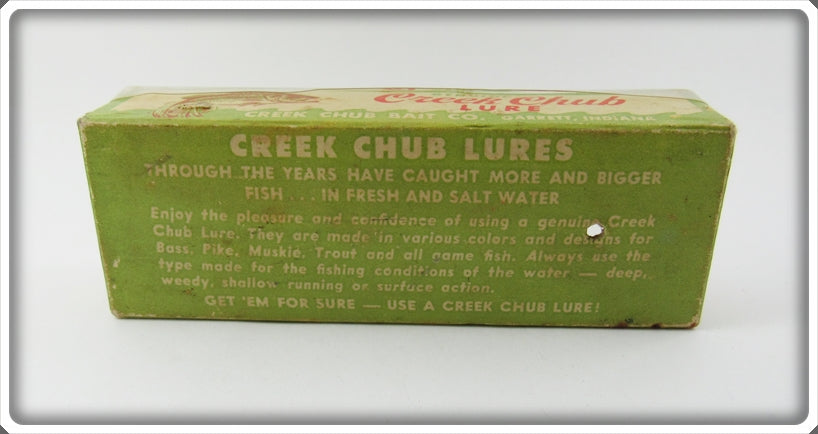 Creek Chub
LURE
CREEK CHUB BAIT CO. GARRETT, INDIANA
CREEK CHUB LURES
THROUGH THE YEARS HAVE CAUGHT MORE AND BIGGER
FISH . . . IN FRESH AND SALT WATER
Enjoy the pleasure and confidence of using a genuine Creek
Chub Lure. They are made in various colors and designs for
Bass, Pike, Muskie, Trout and all game fish. Always use the
type made for the fishing conditions of the water — deep,
weedy, shallow running or surface action.
GET 'EM FOR SURE — USE A CREEK CHUB LURE!